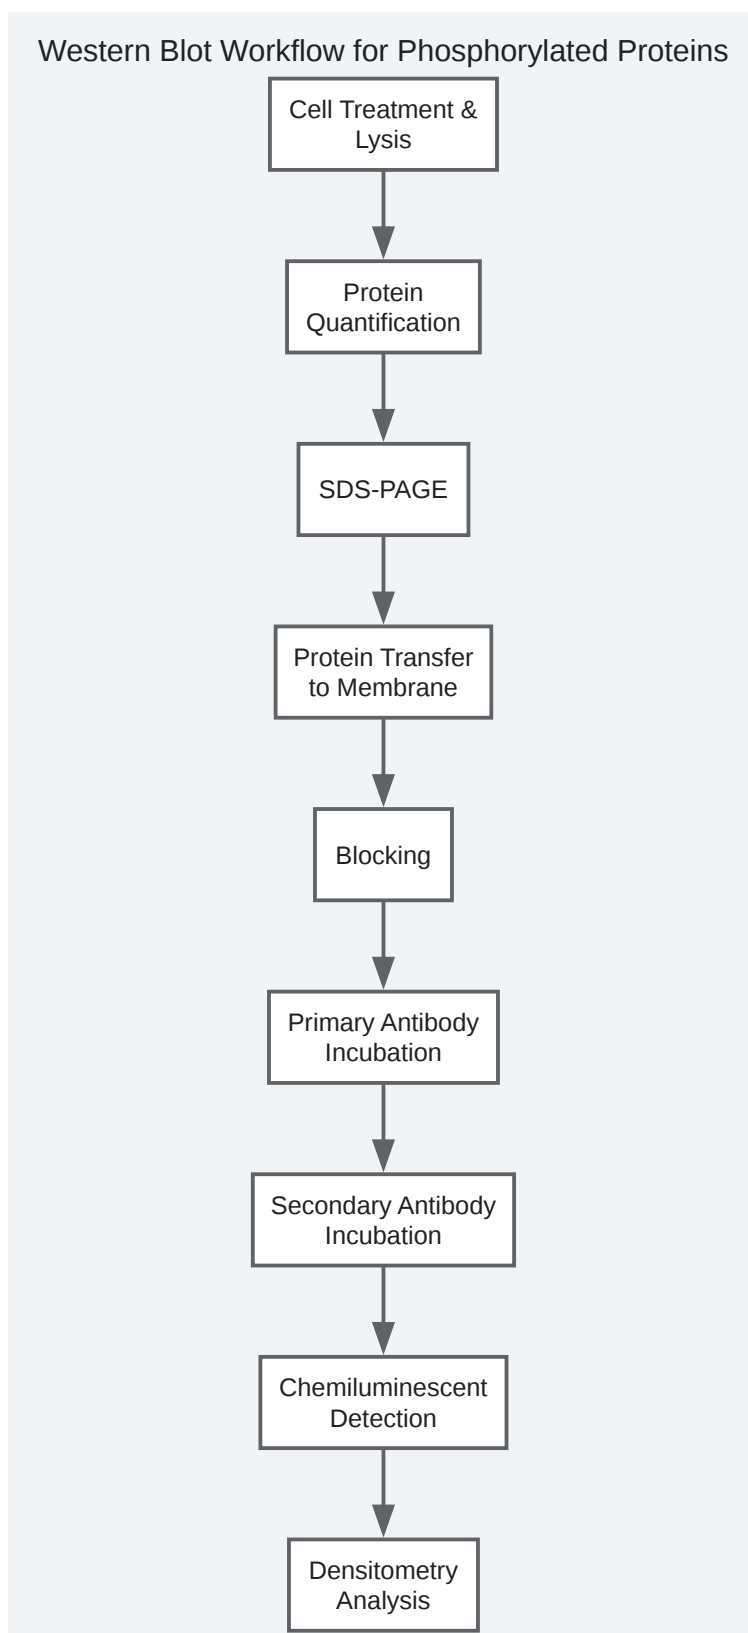 Western Blot Workflow for Phosphorylated Proteins
Cell Treatment &
Lysis
Protein
Quantification
SDS-PAGE
Protein Transfer
to Membrane
Blocking
Primary Antibody
Incubation
Secondary Antibody
Incubation
Chemiluminescent
Detection
Densitometry
Analysis